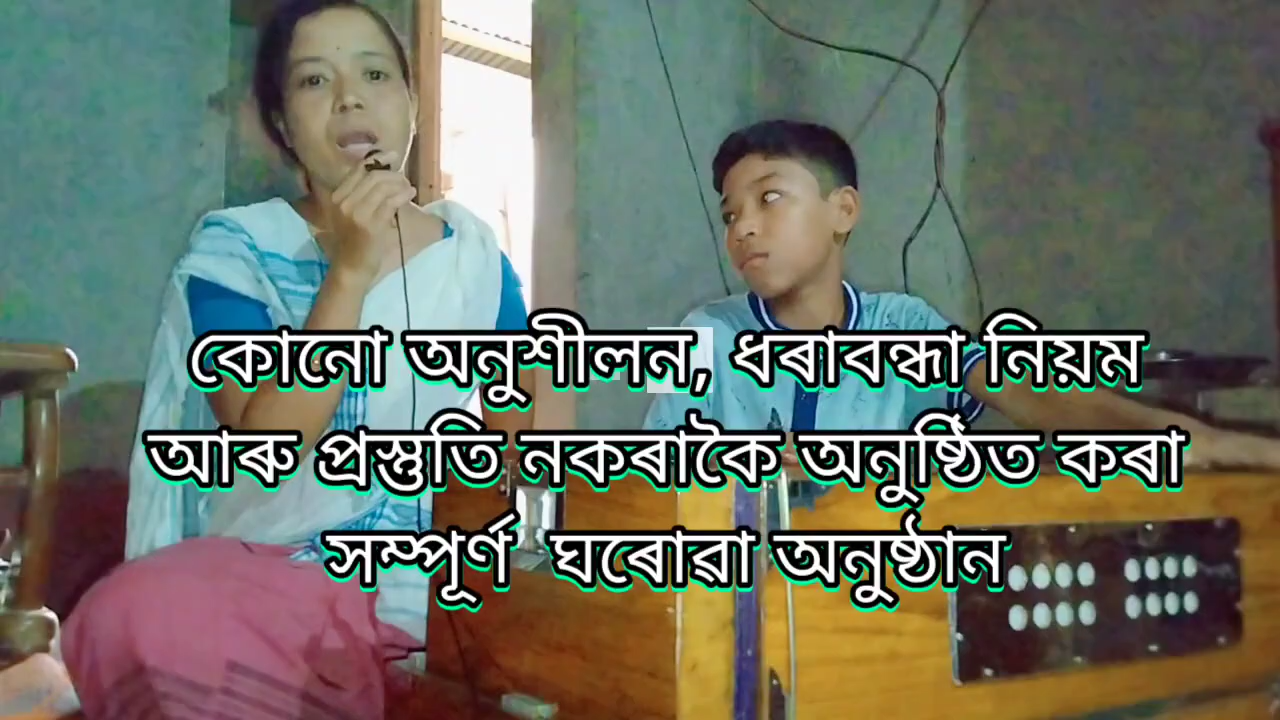 কোনো অনুশীলন, ধৰাবন্ধা নিয়ম
আৰু প্ৰস্তুতি নকৰাকৈ অনুষ্ঠিত কৰা
সম্পূৰ্ণ ঘৰোৱা অনুষ্ঠান